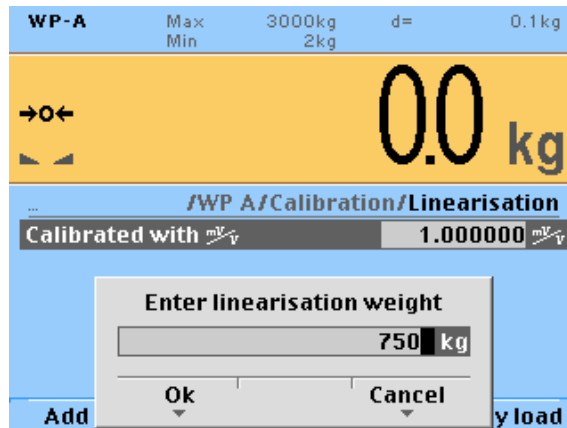 WP-A Max 3000kg d= 0.1kg
Min 2kg
→0←
0.0 kg
... /WP A/Calibration/Linearisation
Calibrated with mV/V 1.000000 mV/V
Enter linearisation weight
750 kg
Ok Cancel
Add y load